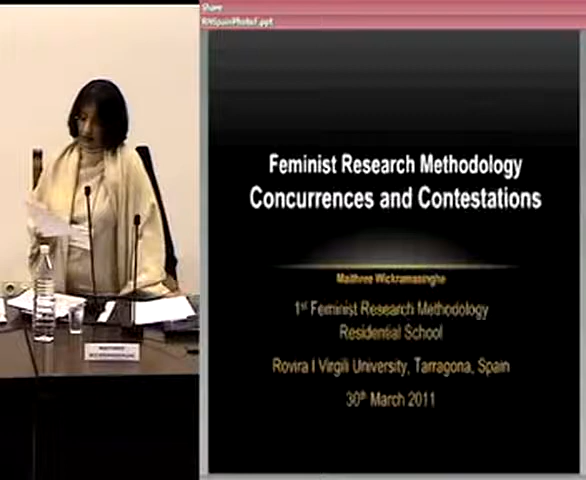 Share
Feminist Research Methodology
Concurrences and Contestations
Maithree Wickramasinghe
1st Feminist Research Methodology
Residential School
Rovira I Virgili University, Tarragona, Spain
30th March 2011